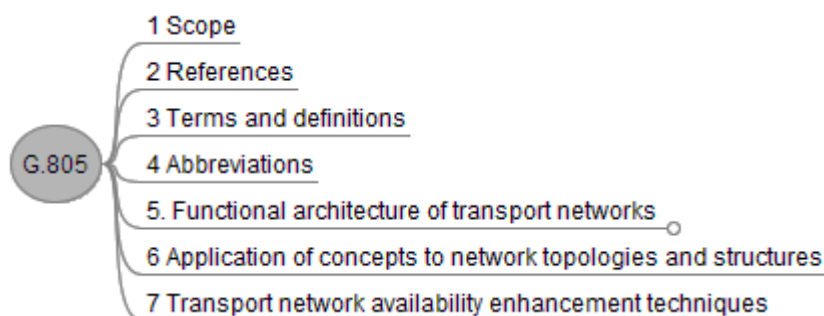 1 Scope
2 References
3 Terms and definitions
G.805
4 Abbreviations
5. Functional architecture of transport networks
6 Application of concepts to network topologies and structures
7 Transport network availability enhancement techniques